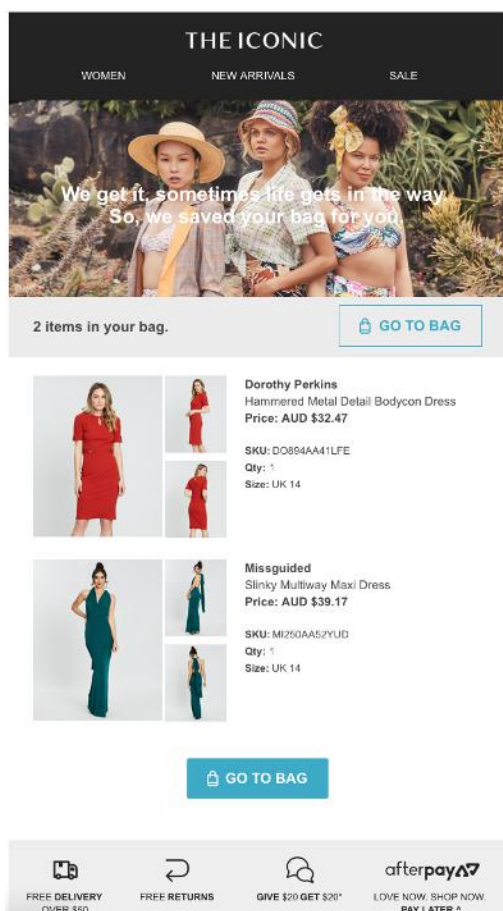 THE ICONIC
WOMEN NEW ARRIVALS SALE
We get it, sometimes life gets in the way.
So, we saved your bag for you.
2 items in your bag.
GO TO BAG
Dorothy Perkins
Hammered Metal Detail Bodycon Dress
Price: AUD $32.47
SKU: DO894AA41LFE
Qty: 1
Size: UK 14
Missguided
Slinky Multiway Maxi Dress
Price: AUD $39.17
SKU: MI250AA52YUD
Qty: 1
Size: UK 14
GO TO BAG
afterpay
FREE DELIVERY
OVER $50
FREE RETURNS
GIVE $20 GET $20*
LOVE NOW. SHOP NOW.
PAY LATER.^